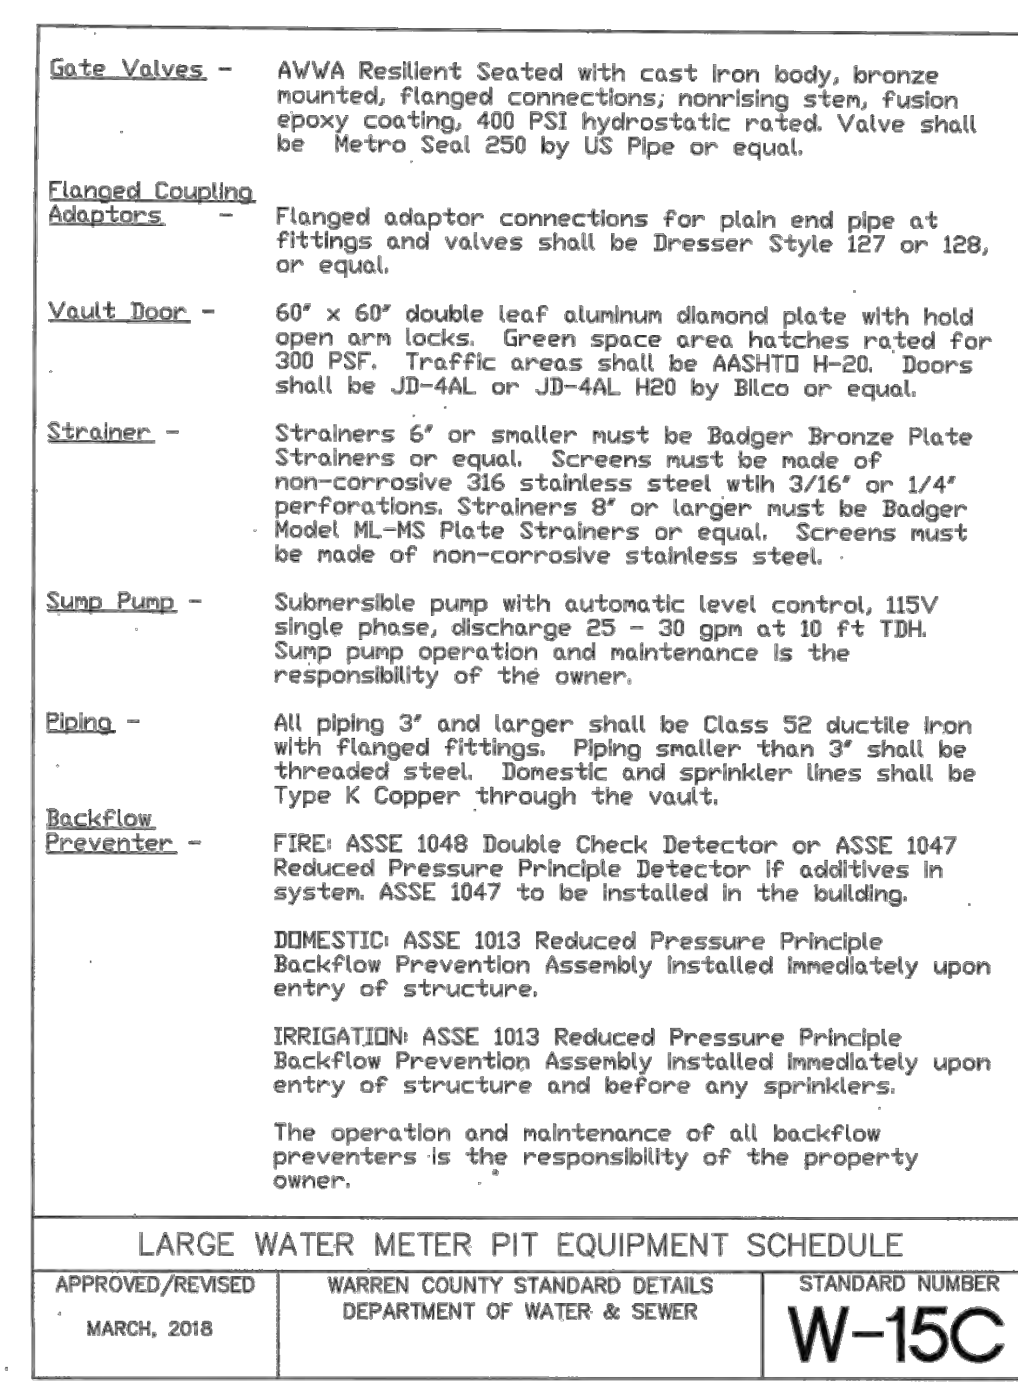 Gate Valves - AWWA Resilient Seated with cast iron body, bronze
mounted, flanged connections, nonrising stem, fusion
epoxy coating, 400 PSI hydrostatic rated. Valve shall
be Metro Seal 250 by US Pipe or equal.
Flanged Coupling
Adaptors - Flanged adaptor connections for plain end pipe at
fittings and valves shall be Dresser Style 127 or 128,
or equal.
Vault Door - 60" x 60" double leaf aluminum diamond plate with hold
open arm locks. Green space area hatches rated for
300 PSF. Traffic areas shall be AASHTO H-20. Doors
shall be JD-4AL or JD-4AL H20 by Bilco or equal.
Strainer - Strainers 6" or smaller must be Badger Bronze Plate
Strainers or equal. Screens must be made of
non-corrosive 316 stainless steel wtih 3/16" or 1/4"
perforations. Strainers 8" or larger must be Badger
Model ML-MS Plate Strainers or equal. Screens must
be made of non-corrosive stainless steel.
Sump Pump - Submersible pump with automatic level control, 115V
single phase, discharge 25 - 30 gpm at 10 ft TDH.
Sump pump operation and maintenance is the
responsibility of the owner.
Piping - All piping 3" and larger shall be Class 52 ductile iron
with flanged fittings. Piping smaller than 3" shall be
threaded steel. Domestic and sprinkler lines shall be
Type K Copper through the vault.
Backflow
Preventer - FIRE: ASSE 1048 Double Check Detector or ASSE 1047
Reduced Pressure Principle Detector if additives in
system. ASSE 1047 to be installed in the building.
DOMESTIC: ASSE 1013 Reduced Pressure Principle
Backflow Prevention Assembly installed immediately upon
entry of structure.
IRRIGATION: ASSE 1013 Reduced Pressure Principle
Backflow Prevention Assembly installed immediately upon
entry of structure and before any sprinklers.
The operation and maintenance of all backflow
preventers is the responsibility of the property
owner.
LARGE WATER METER PIT EQUIPMENT SCHEDULE
APPROVED/REVISED
MARCH, 2018
WARREN COUNTY STANDARD DETAILS
DEPARTMENT OF WATER & SEWER
STANDARD NUMBER
W-15C